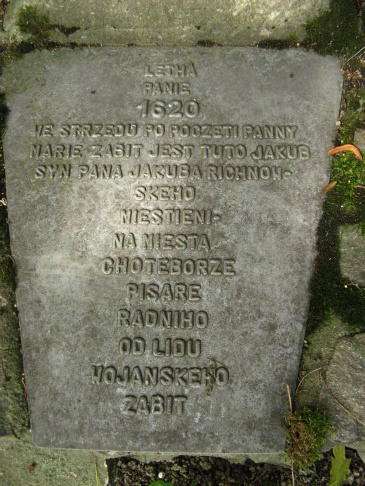 LETHA
PANIE
1620
WE STRZEDU PO POCZETI PANNY
MARIE ZABIT JEST TUTO JAKUB
SYN PANA JAKUBA RICHNOW-
SKEHO
MIESTIENI-
NA MIESTA
CHOTEBORZE
PISARE
RADNIHO
OD LIDU
WOJANSKEHO
ZABIT